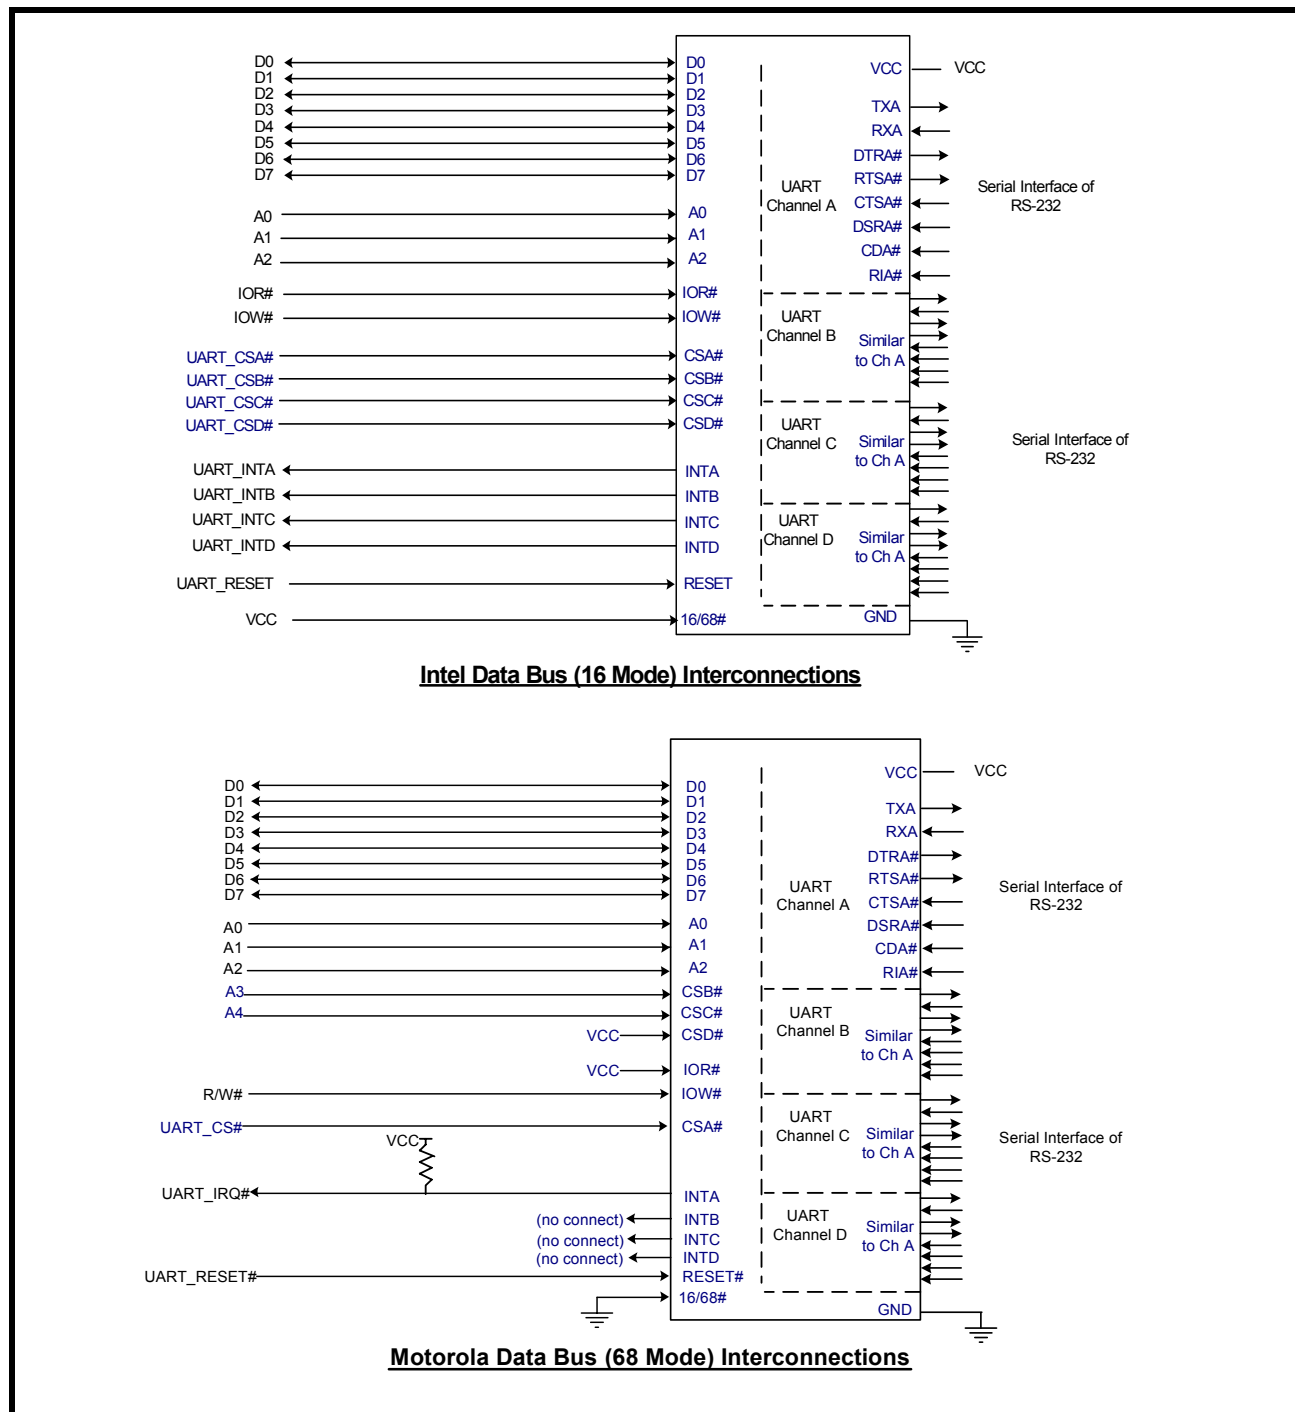 D0 D0 VCC VCC
D1 D1
D2 D2
D3 D3 TXA
D4 D4 RXA
D5 D5 DTRA#
D6 D6
D7 D7 RTSA#
UART
Channel A
Serial Interface of
RS-232
CTSA#
A0 A0
DSRA#
A1 A1
CDA#
A2 A2
RIA#
IOR# IOR#
IOW# IOW#
UART
Channel B
Similar
to Ch A
UART_CSA# CSA#
UART_CSB# CSB#
UART_CSC# CSC#
UART_CSD# CSD#
UART
Channel C
Similar
to Ch A
Serial Interface of
RS-232
UART_INTA INTA
UART_INTB INTB
UART_INTC INTC
UART_INTD INTD
UART
Channel D
Similar
to Ch A
UART_RESET RESET
VCC 16/68# GND
Intel Data Bus (16 Mode) Interconnections
VCC VCC
D0 D0
D1 D1
D2 D2
D3 D3
D4 D4
D5 D5
D6 D6
D7 D7
TXA
RXA
DTRA#
RTSA#
CTSA#
DSRA#
CDA#
RIA#
UART
Channel A
Serial Interface of
RS-232
A0 A0
A1 A1
A2 A2
A3 CSB#
A4 CSC#
VCC CSD#
UART
Channel B
Similar
to Ch A
VCC IOR#
R/W# IOW#
UART_CS# CSA#
UART
Channel C
Similar
to Ch A
Serial Interface of
RS-232
VCC
UART_IRQ# INTA
(no connect) INTB
(no connect) INTC
(no connect) INTD
UART
Channel D
Similar
to Ch A
UART_RESET# RESET#
16/68#
GND
Motorola Data Bus (68 Mode) Interconnections